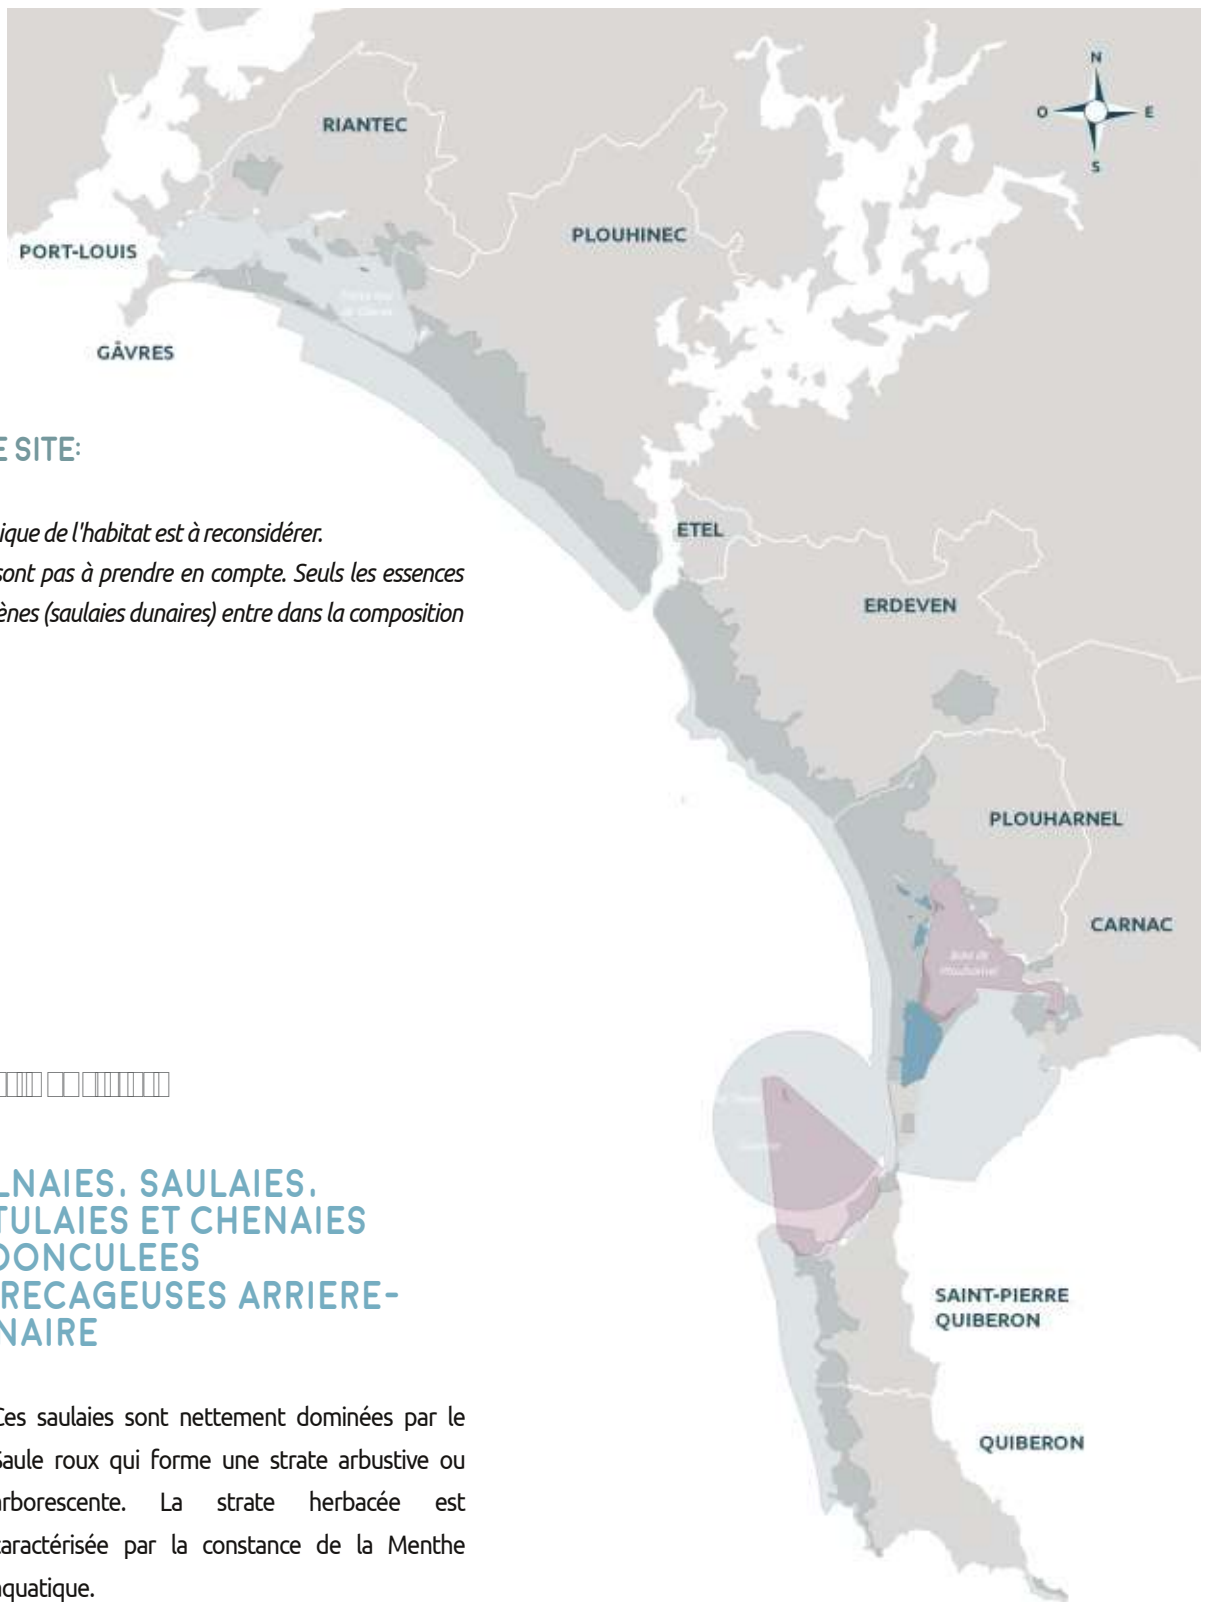 N
O E
S
RIANTEC
PLOUHINEC
PORT-LOUIS
GÂVRES
E SITE:
ique de l'habitat est à reconsidérer.
sont pas à prendre en compte. Seuls les essences
ènes (saulaies dunaires) entre dans la composition
ETEL
ERDEVEN
PLOUHARNEL
CARNAC
LNAIES, SAULAIES,
TULAIES ET CHENAIES
DONCULEES
RECAGEUSES ARRIERE-
NAIRE
SAINT-PIERRE
QUIBERON
Ces saulaies sont nettement dominées par le
Saule roux qui forme une strate arbustive ou
arborescente. La strate herbacée est
caractérisée par la constance de la Menthe
aquatique.
QUIBERON